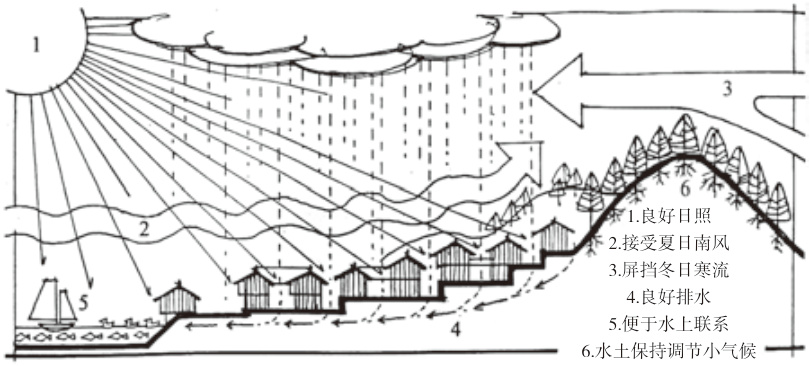 1
3
2
6
5
4
1.良好日照
2.接受夏日南风
3.屏挡冬日寒流
4.良好排水
5.便于水上联系
6.水土保持调节小气候